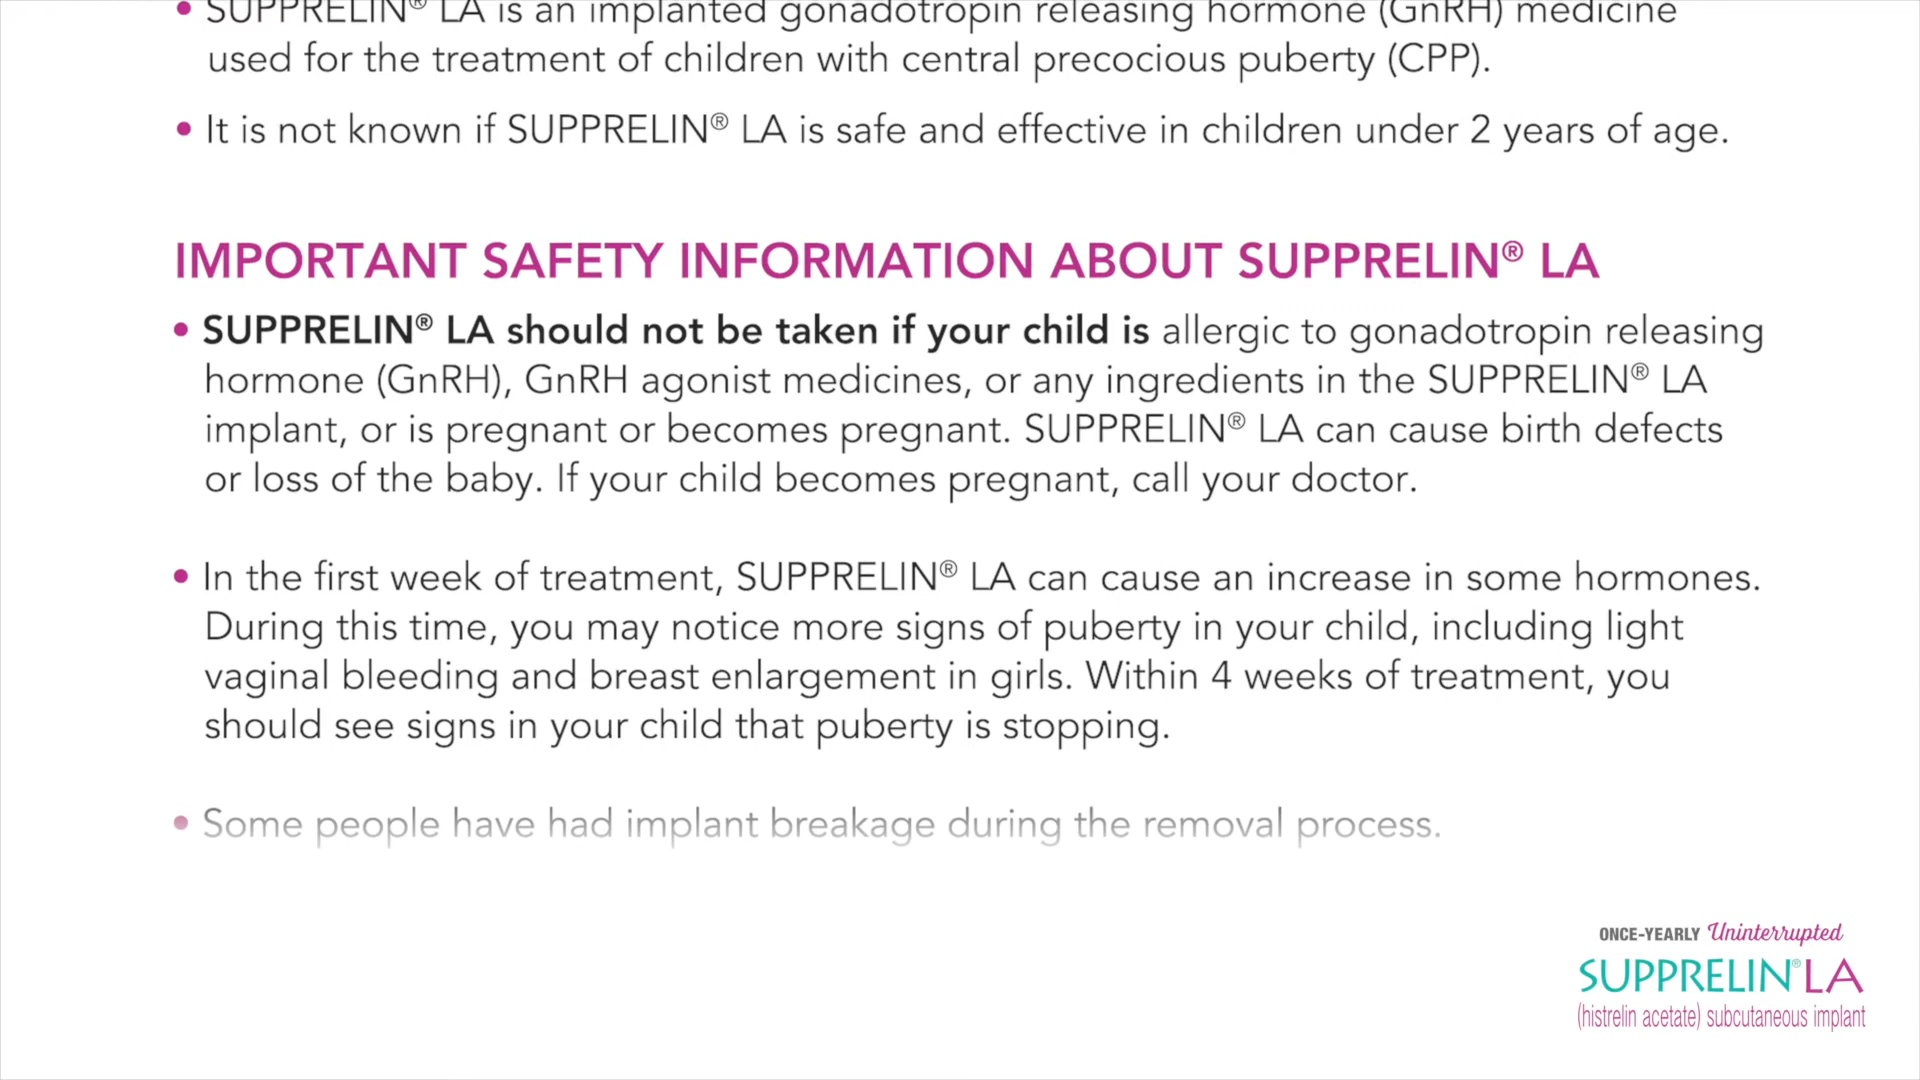 • SUPPRELIN® LA is an implanted gonadotropin releasing hormone (GnRH) medicine
used for the treatment of children with central precocious puberty (CPP).
• It is not known if SUPPRELIN® LA is safe and effective in children under 2 years of age.
IMPORTANT SAFETY INFORMATION ABOUT SUPPRELIN® LA
• SUPPRELIN® LA should not be taken if your child is allergic to gonadotropin releasing
hormone (GnRH), GnRH agonist medicines, or any ingredients in the SUPPRELIN® LA
implant, or is pregnant or becomes pregnant. SUPPRELIN® LA can cause birth defects
or loss of the baby. If your child becomes pregnant, call your doctor.
• In the first week of treatment, SUPPRELIN® LA can cause an increase in some hormones.
During this time, you may notice more signs of puberty in your child, including light
vaginal bleeding and breast enlargement in girls. Within 4 weeks of treatment, you
should see signs in your child that puberty is stopping.
• Some people have had implant breakage during the removal process.
ONCE-YEARLY Uninterrupted
SUPPRELIN® LA
(histrelin acetate) subcutaneous implant